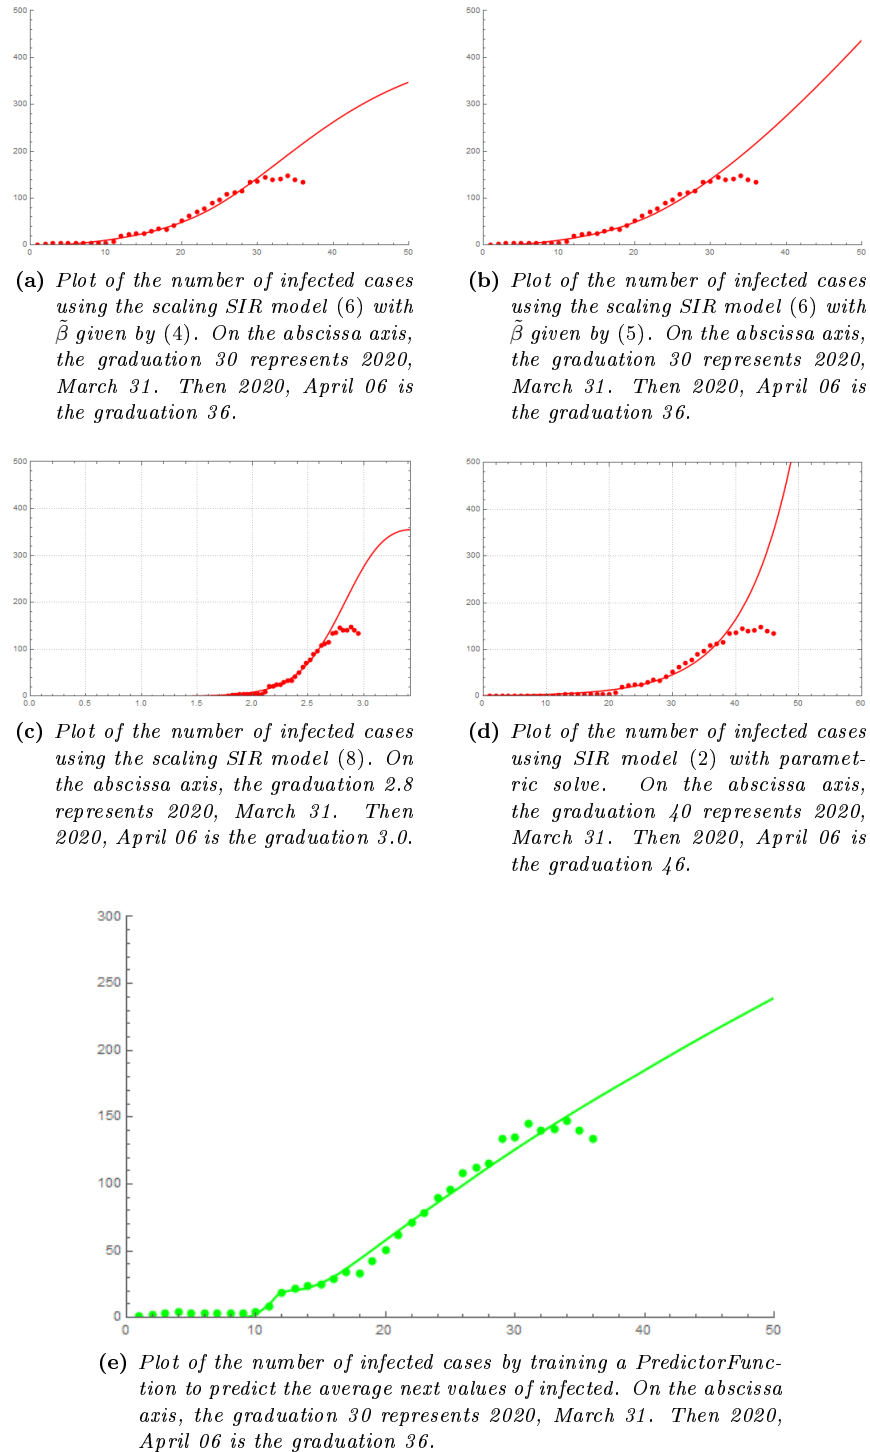 500
400
300
200
100
0
0 10 20 30 40 50
500
400
300
200
100
0
0 10 20 30 40 50
(a) Plot of the number of infected cases
using the scaling SIR model (6) with
β̃ given by (4). On the abscissa axis,
the graduation 30 represents 2020,
March 31. Then 2020, April 06 is
the graduation 36.
(b) Plot of the number of infected cases
using the scaling SIR model (6) with
β̃ given by (5). On the abscissa axis,
the graduation 30 represents 2020,
March 31. Then 2020, April 06 is
the graduation 36.
500
400
300
200
100
0
0.0 0.5 1.0 1.5 2.0 2.5 3.0
500
400
300
200
100
0
0 10 20 30 40 50 60
(c) Plot of the number of infected cases
using the scaling SIR model (8). On
the abscissa axis, the graduation 2.8
represents 2020, March 31. Then
2020, April 06 is the graduation 3.0.
(d) Plot of the number of infected cases
using SIR model (2) with paramet-
ric solve. On the abscissa axis,
the graduation 40 represents 2020,
March 31. Then 2020, April 06 is
the graduation 46.
300
250
200
150
100
50
0
0 10 20 30 40 50
(e) Plot of the number of infected cases by training a PredictorFunc-
tion to predict the average next values of infected. On the abscissa
axis, the graduation 30 represents 2020, March 31. Then 2020,
April 06 is the graduation 36.